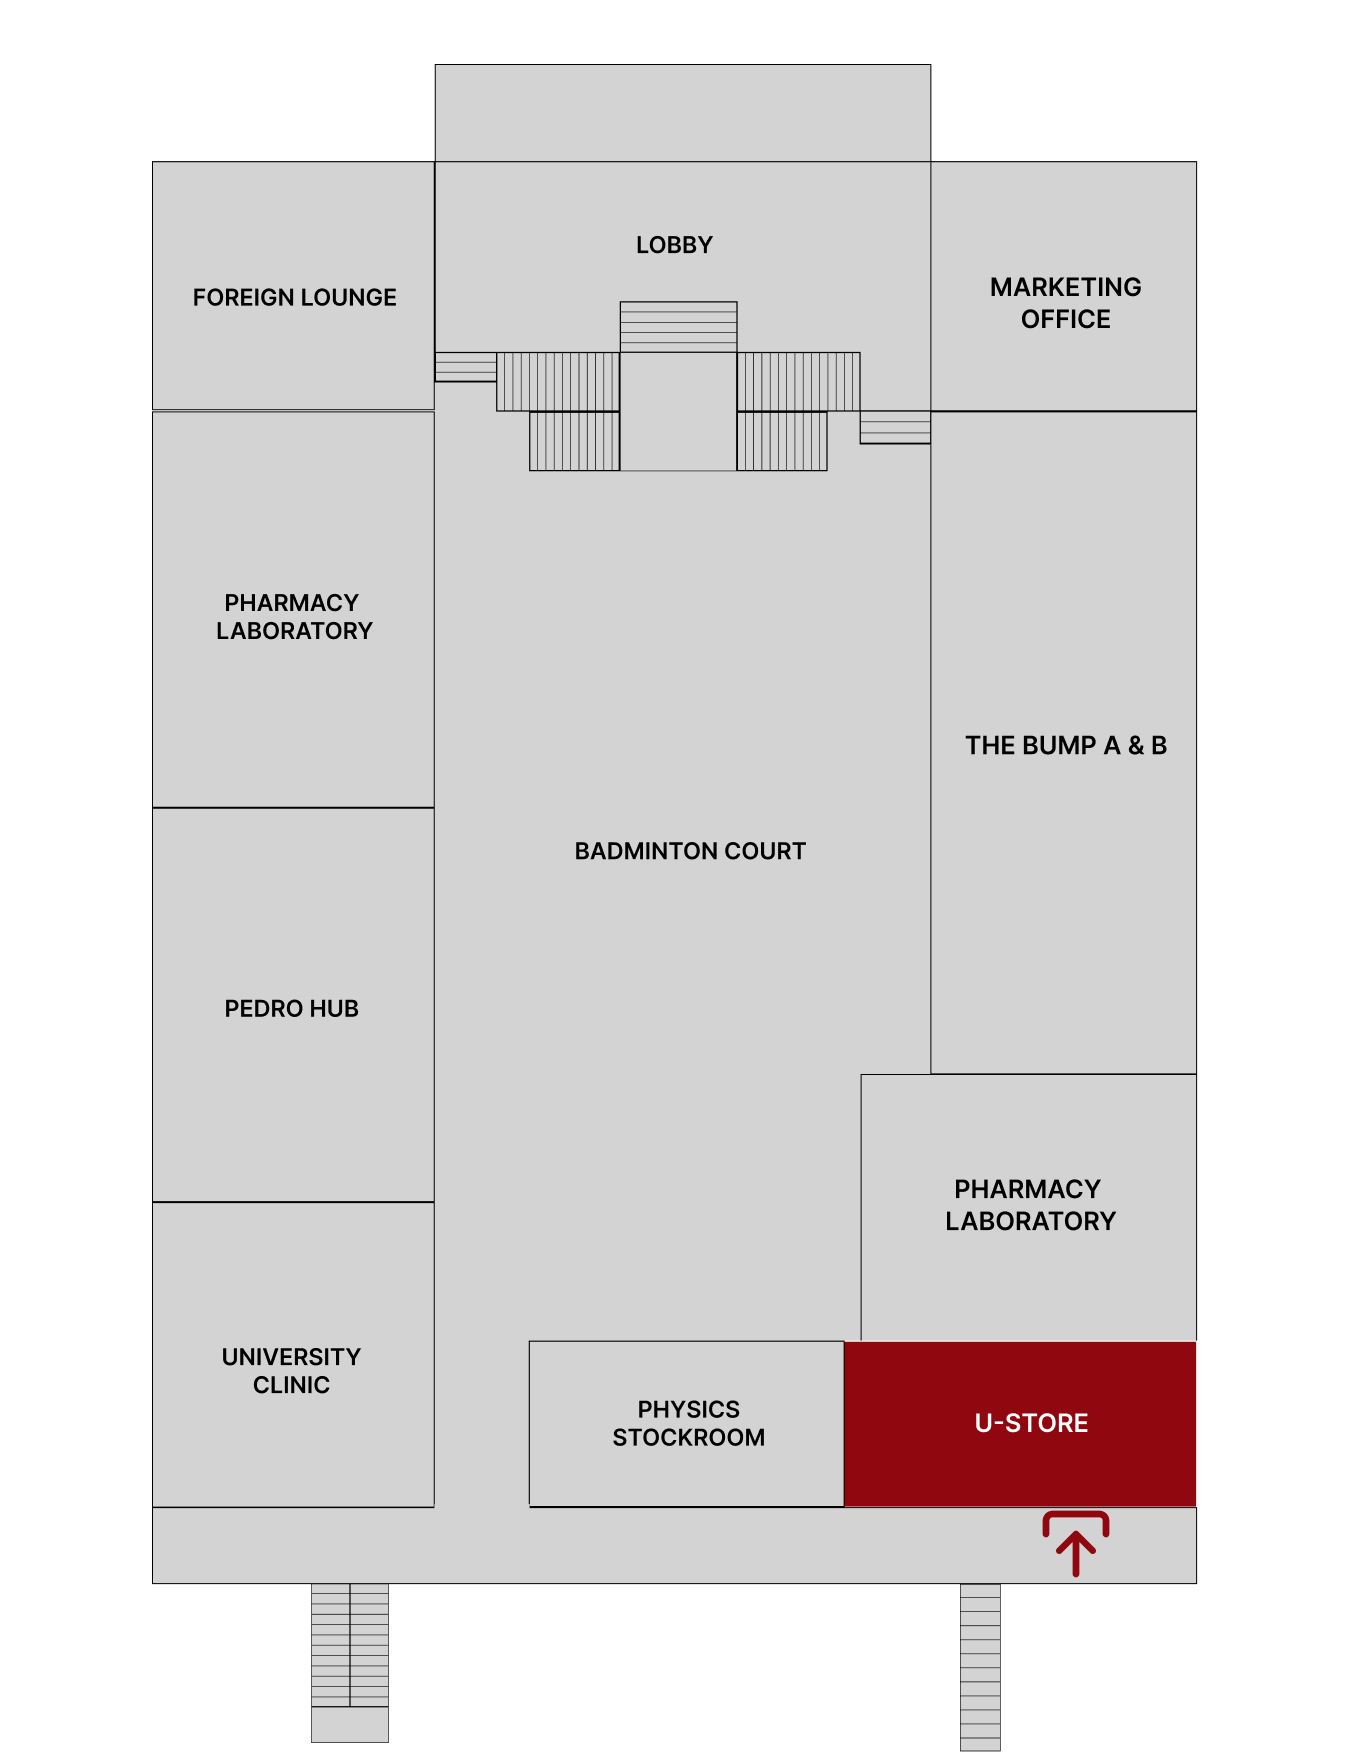 LOBBY
FOREIGN LOUNGE
MARKETING
OFFICE
PHARMACY
LABORATORY
THE BUMP A & B
BADMINTON COURT
PEDRO HUB
PHARMACY
LABORATORY
UNIVERSITY
CLINIC
PHYSICS
STOCKROOM
U-STORE